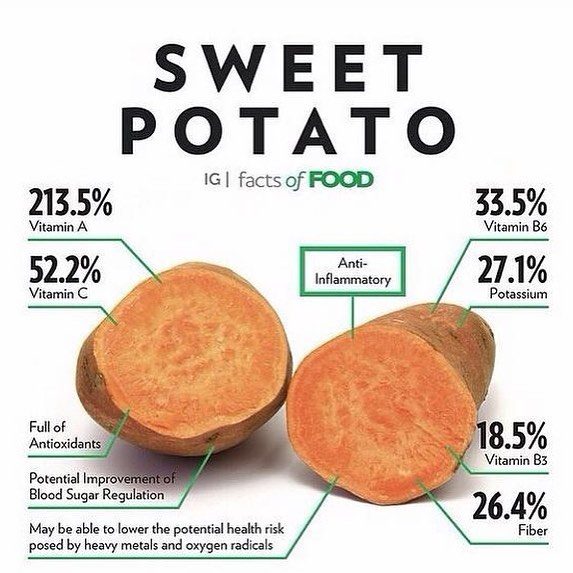 SWEET
POTATO
IG | facts of FOOD
213.5%
Vitamin A
52.2%
Vitamin C
33.5%
Vitamin B6
27.1%
Potassium
Anti-
Inflammatory
Full of
Antioxidants
Potential Improvement of
Blood Sugar Regulation
May be able to lower the potential health risk
posed by heavy metals and oxygen radicals
18.5%
Vitamin B3
26.4%
Fiber